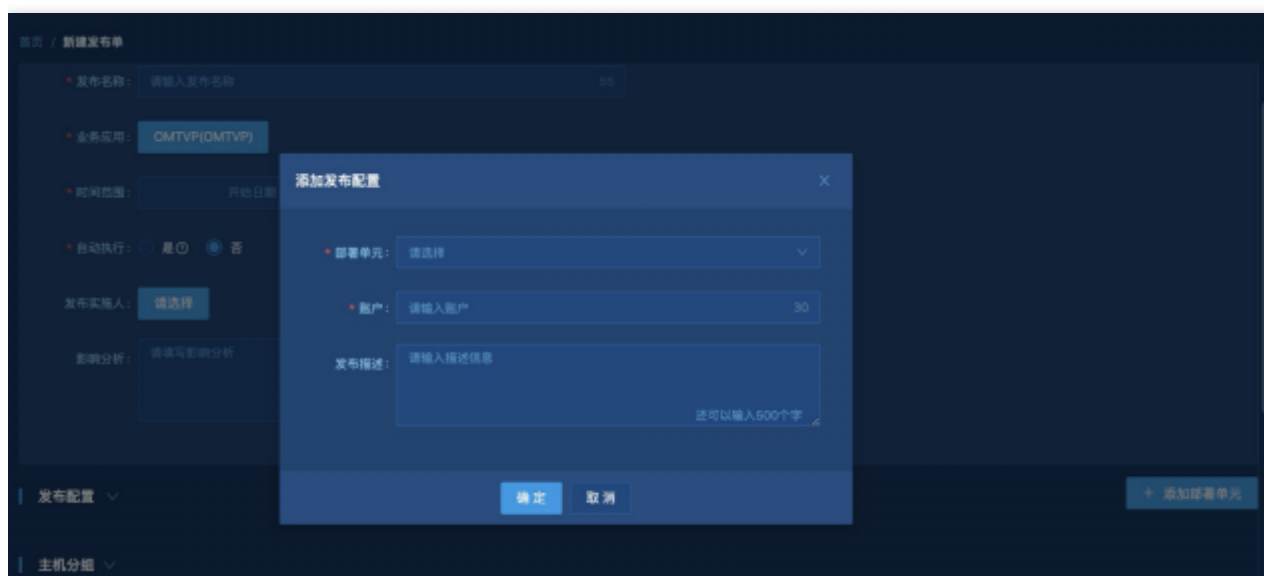 首页 / 新建发布单
* 发布名称: 请输入发布名称 55
* 业务应用: OMTVP(OMTVP)
* 时间范围: 开始日期
* 自动执行: 是 否
发布实施人: 请选择
影响分析: 请填写影响分析
添加发布配置
* 部署单元: 请选择
* 账户: 请输入账户 30
发布描述: 请输入描述信息
还可以输入500个字
确定 取消
发布配置
+ 添加部署单元
主机分组